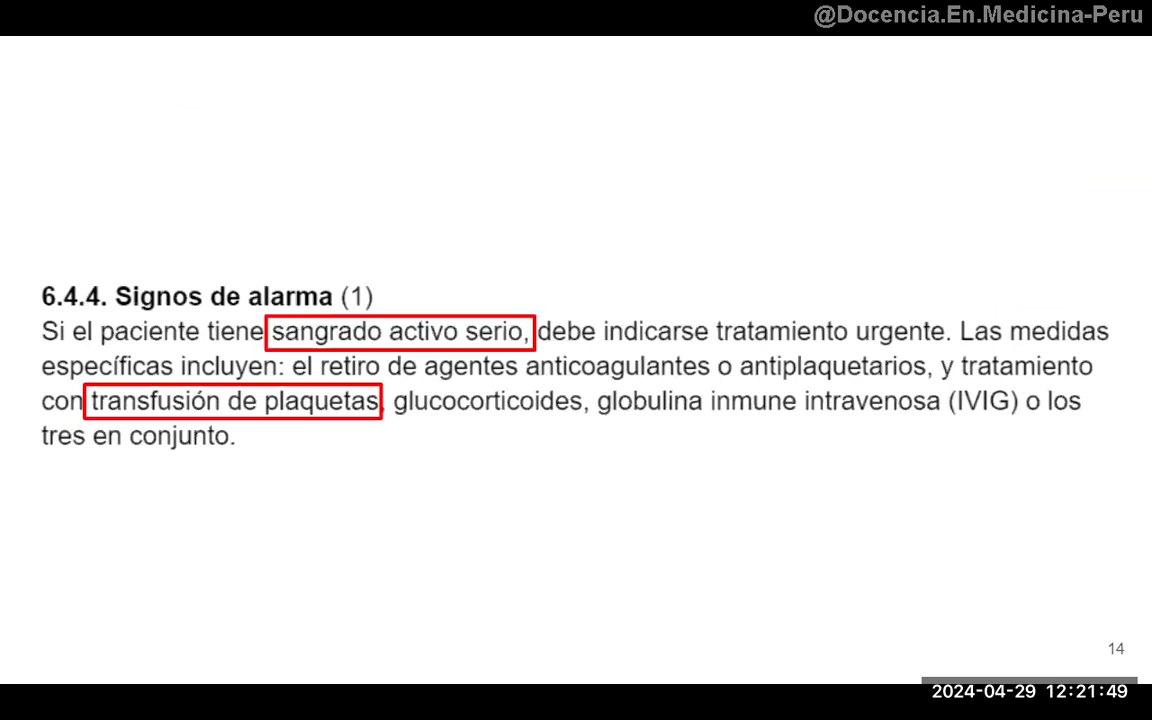 @Docencia.En.Medicina-Peru
6.4.4. Signos de alarma (1)
Si el paciente tiene sangrado activo serio, debe indicarse tratamiento urgente. Las medidas
específicas incluyen: el retiro de agentes anticoagulantes o antiplaquetarios, y tratamiento
con transfusión de plaquetas, glucocorticoides, globulina inmune intravenosa (IVIG) o los
tres en conjunto.
14
2024-04-29 12:21:49